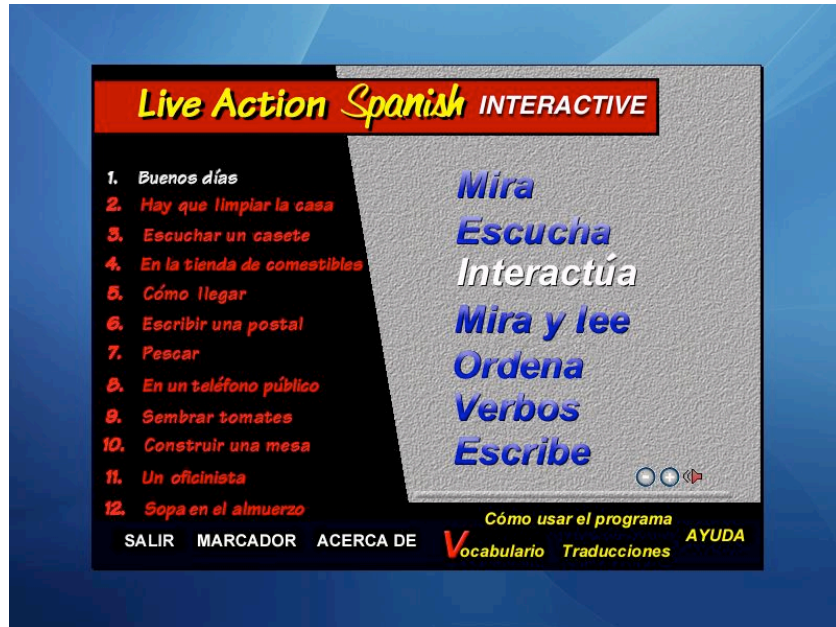 Live Action Spanish INTERACTIVE
1. Buenos días
2. Hay que limpiar la casa
3. Escuchar un casete
4. En la tienda de comestibles
5. Cómo llegar
6. Escribir una postal
7. Pescar
8. En un teléfono público
9. Sembrar tomates
10. Construir una mesa
11. Un oficinista
12. Sopa en el almuerzo
Mira
Escucha
Interactúa
Mira y lee
Ordena
Verbos
Escribe
SALIR MARCADOR ACERCA DE
Cómo usar el programa
Vocabulario Traducciones
AYUDA